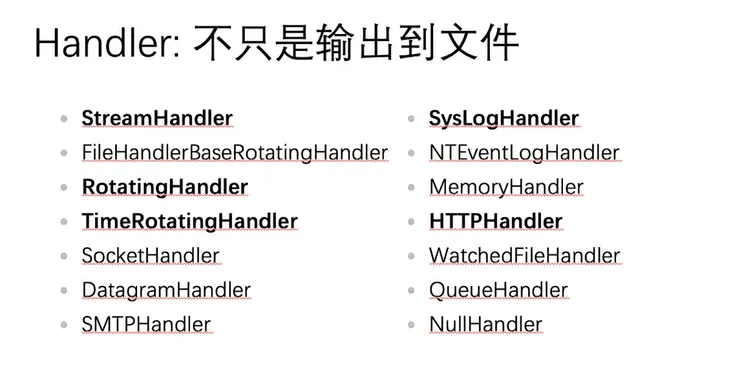 Handler: 不只是输出到文件
StreamHandler
FileHandlerBaseRotatingHandler
RotatingHandler
TimeRotatingHandler
SocketHandler
DatagramHandler
SMTPHandler
SysLogHandler
NTEventLogHandler
MemoryHandler
HTTPHandler
WatchedFileHandler
QueueHandler
NullHandler